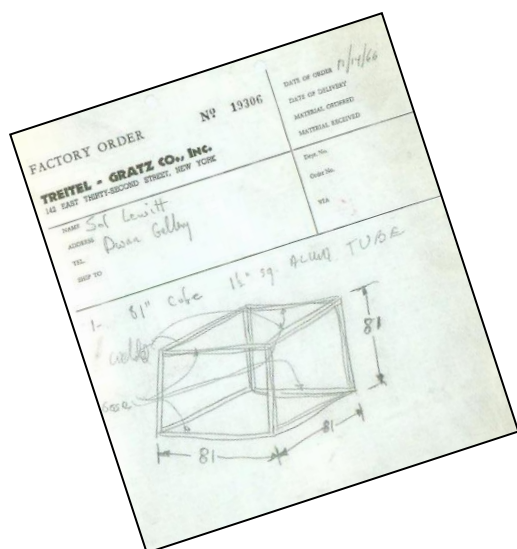 FACTORY ORDER
Nº 19306
TREITEL - GRATZ CO., INC.
142 EAST THIRTY-SECOND STREET, NEW YORK
DATE OF ORDER 11/14/66
DATE OF DELIVERY
MATERIAL ORDERED
MATERIAL RECEIVED
NAME Sol Lewitt
ADDRESS Dwan Gallery
TEL.
SHIP TO
Dept. No.
Order No.
VIA
1- 81" Cube 1½" sq. ALUM TUBE
welded
81
81
81